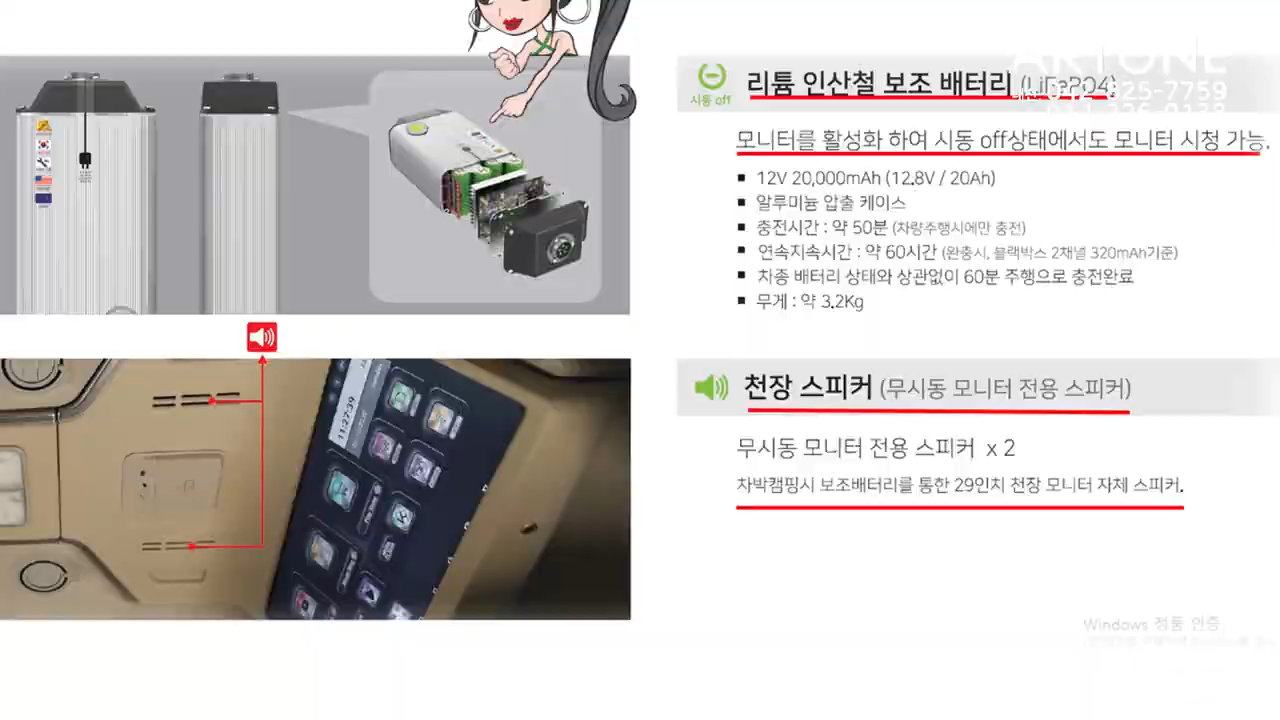 시동 off
리튬 인산철 보조 배터리 (LiFePO4)
ARTONE
모니터를 활성화 하여 시동 off상태에서도 모니터 시청 가능.
12V 20,000mAh (12.8V / 20Ah)
알루미늄 압출 케이스
충전시간 : 약 50분 (차량주행시에만 충전)
연속지속시간 : 약 60시간 (완충시, 블랙박스 2채널 320mAh기준)
차종 배터리 상태와 상관없이 60분 주행으로 충전완료
무게 : 약 3.2Kg
11:27:39
천장 스피커 (무시동 모니터 전용 스피커)
무시동 모니터 전용 스피커 x 2
차박캠핑시 보조배터리를 통한 29인치 천장 모니터 자체 스피커.
Windows 정품 인증